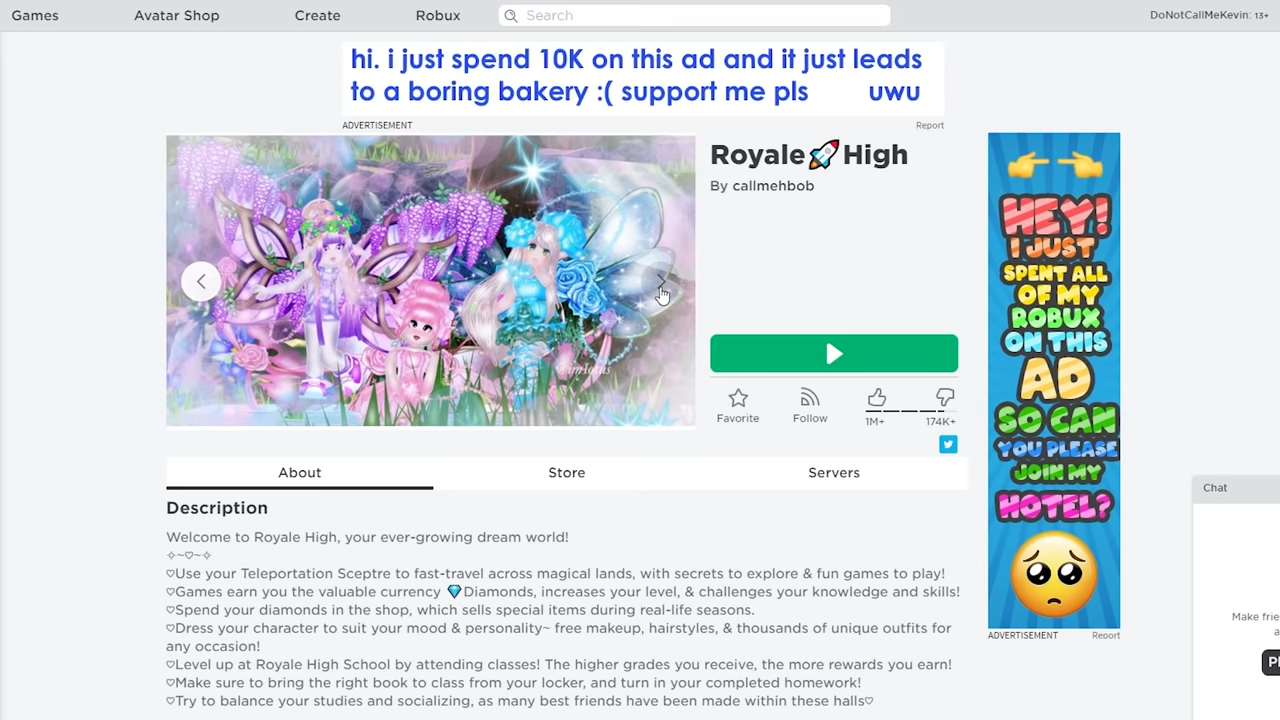 Games Avatar Shop Create Robux Search DoNotCallMeKevin: 13+
hi. i just spend 10K on this ad and it just leads
to a boring bakery :( support me pls uwu
ADVERTISEMENT Report
Royale🚀High
By callmehbob
@im1otus
Favorite Follow 1M+ 174K+
HEY!
I JUST
SPENT ALL
OF MY
ROBUX
ON THIS
AD
SO CAN
YOU PLEASE
JOIN MY
HOTEL?
ADVERTISEMENT Report
About Store Servers
Description
Welcome to Royale High, your ever-growing dream world!
✧~♡~✧
♡Use your Teleportation Sceptre to fast-travel across magical lands, with secrets to explore & fun games to play!
♡Games earn you the valuable currency 💎Diamonds, increases your level, & challenges your knowledge and skills!
♡Spend your diamonds in the shop, which sells special items during real-life seasons.
♡Dress your character to suit your mood & personality~ free makeup, hairstyles, & thousands of unique outfits for
any occasion!
♡Level up at Royale High School by attending classes! The higher grades you receive, the more rewards you earn!
♡Make sure to bring the right book to class from your locker, and turn in your completed homework!
♡Try to balance your studies and socializing, as many best friends have been made within these halls♡
Chat
Make frie
a
Pl